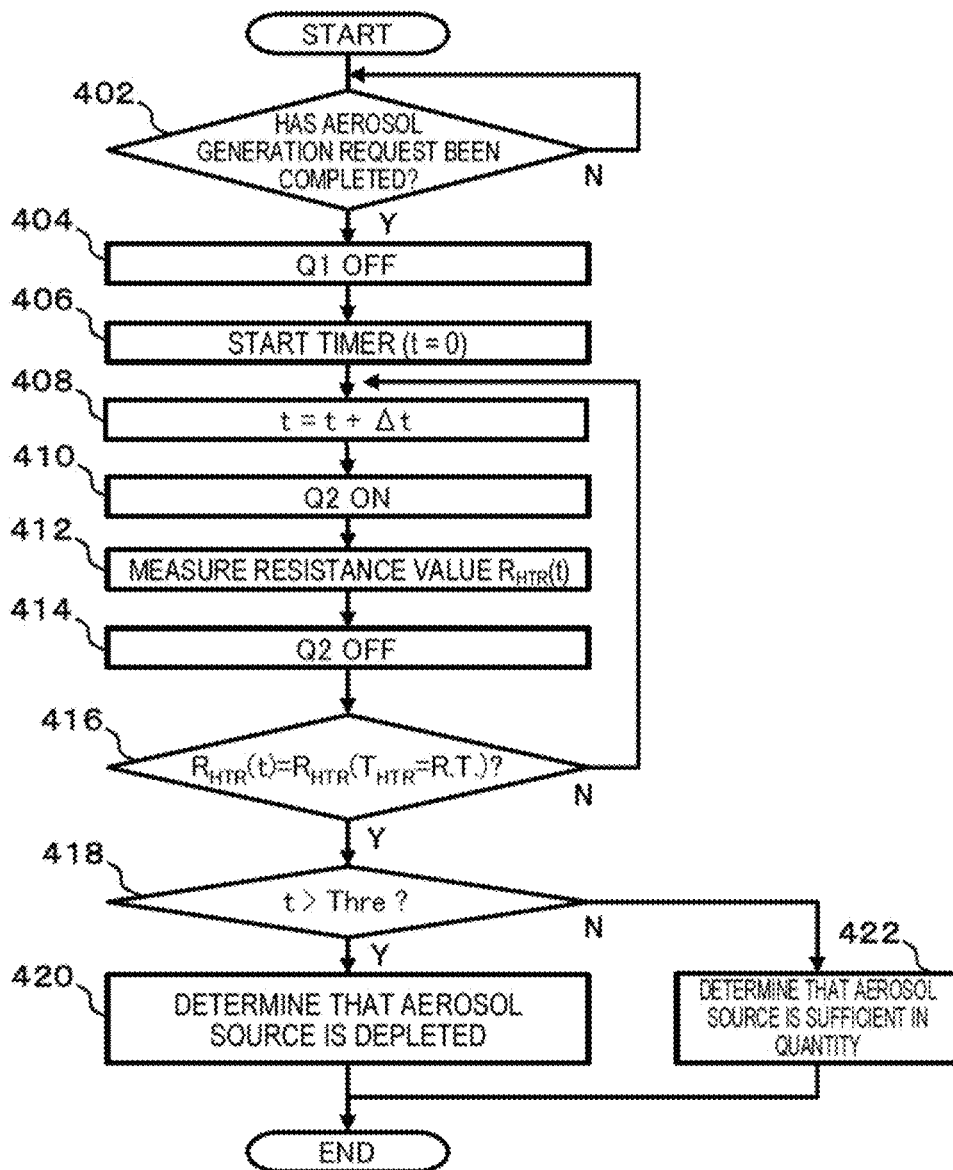 START
402
HAS AEROSOL
GENERATION REQUEST BEEN
COMPLETED?
N
Y
404
Q1 OFF
406
START TIMER (t = 0)
408
t = t + Δt
410
Q2 ON
412
MEASURE RESISTANCE VALUE R_HTR(t)
414
Q2 OFF
416
R_HTR(t)=R_HTR(T_HTR=R.T.)?
N
Y
418
t > Thre ?
N
Y
420
DETERMINE THAT AEROSOL
SOURCE IS DEPLETED
422
DETERMINE THAT AEROSOL
SOURCE IS SUFFICIENT IN
QUANTITY
END